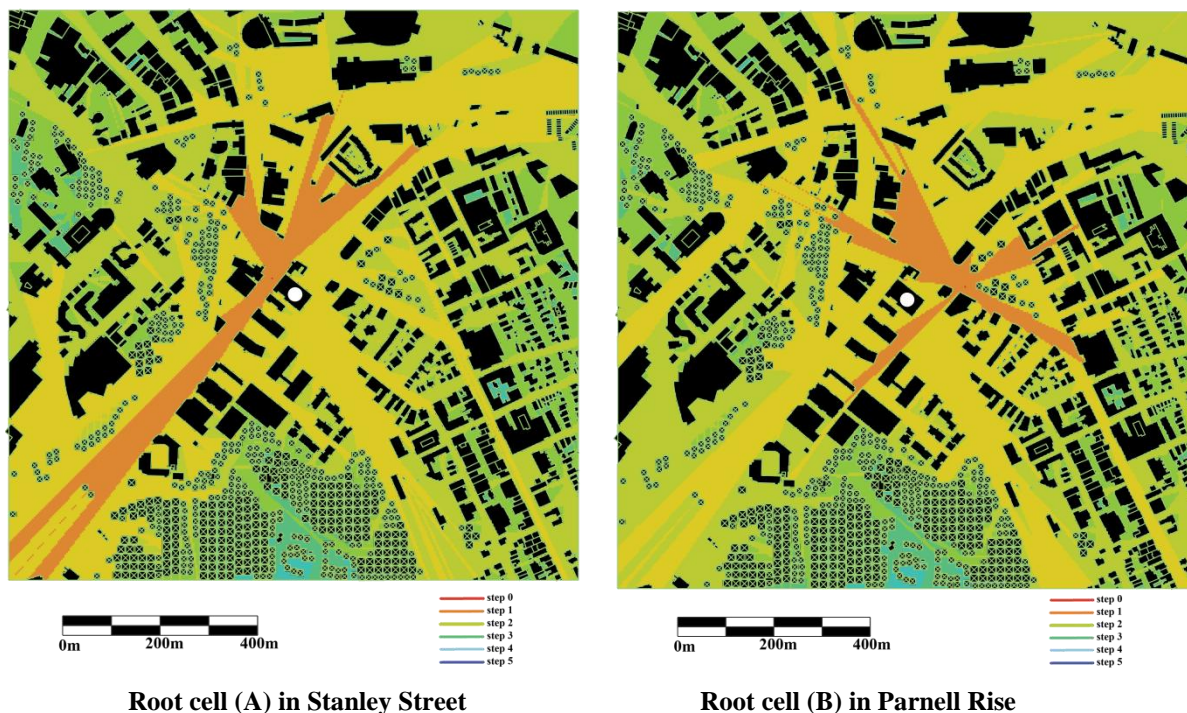 step 0
step 1
step 2
step 3
step 4
step 5
0m 200m 400m
Root cell (A) in Stanley Street
step 0
step 1
step 2
step 3
step 4
step 5
0m 200m 400m
Root cell (B) in Parnell Rise